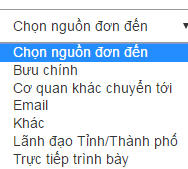 Chọn nguồn đơn đến
Chọn nguồn đơn đến
Bưu chính
Cơ quan khác chuyển tới
Email
Khác
Lãnh đạo Tỉnh/Thành phố
Trực tiếp trình bày